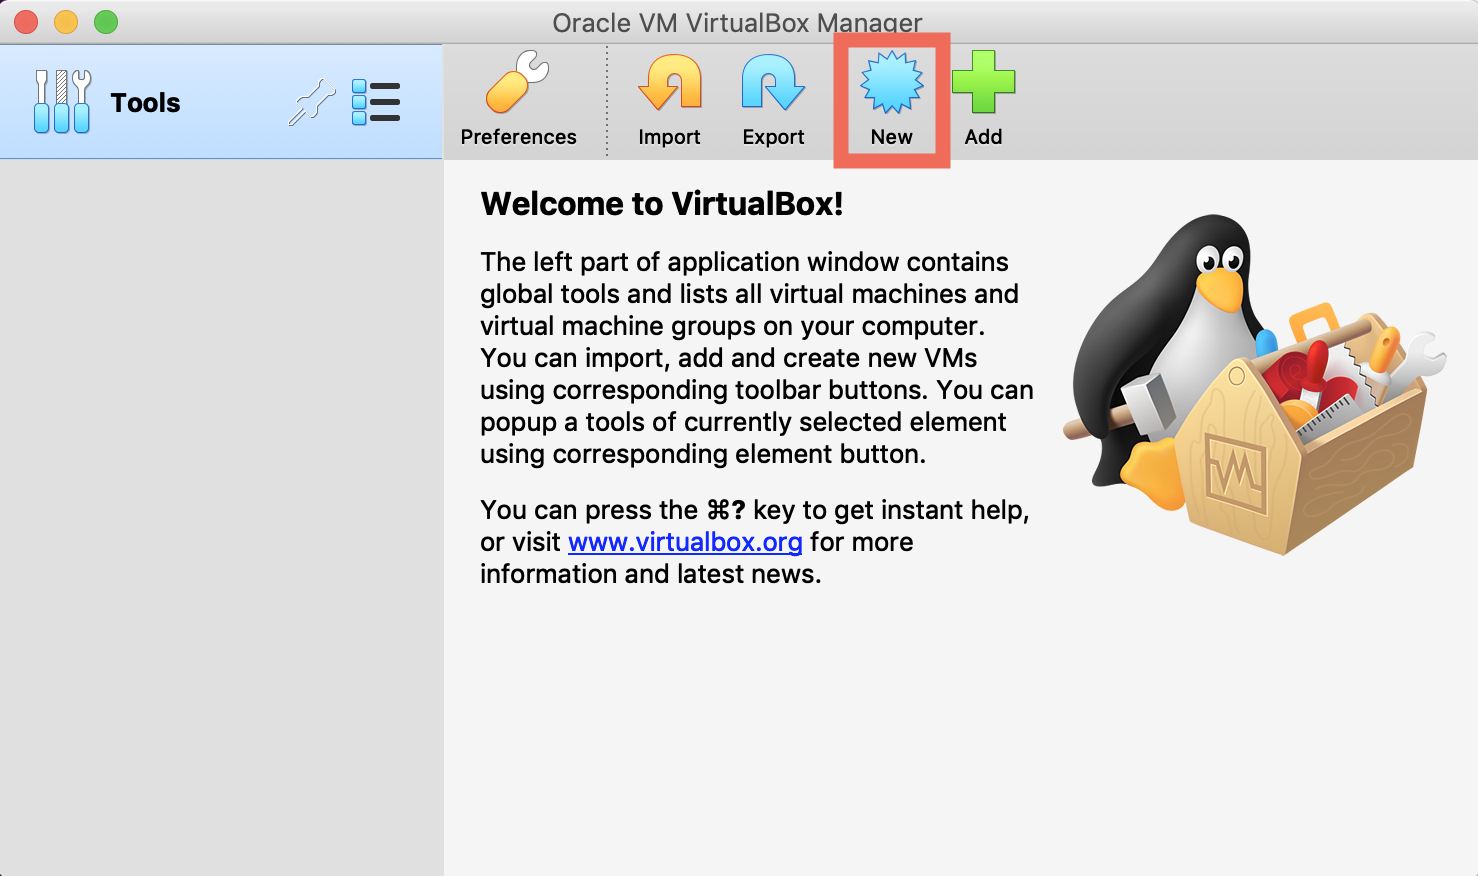 Oracle VM VirtualBox Manager
Tools
Preferences
Import
Export
New
Add
Welcome to VirtualBox!
The left part of application window contains
global tools and lists all virtual machines and
virtual machine groups on your computer.
You can import, add and create new VMs
using corresponding toolbar buttons. You can
popup a tools of currently selected element
using corresponding element button.
You can press the ⌘? key to get instant help,
or visit www.virtualbox.org for more
information and latest news.